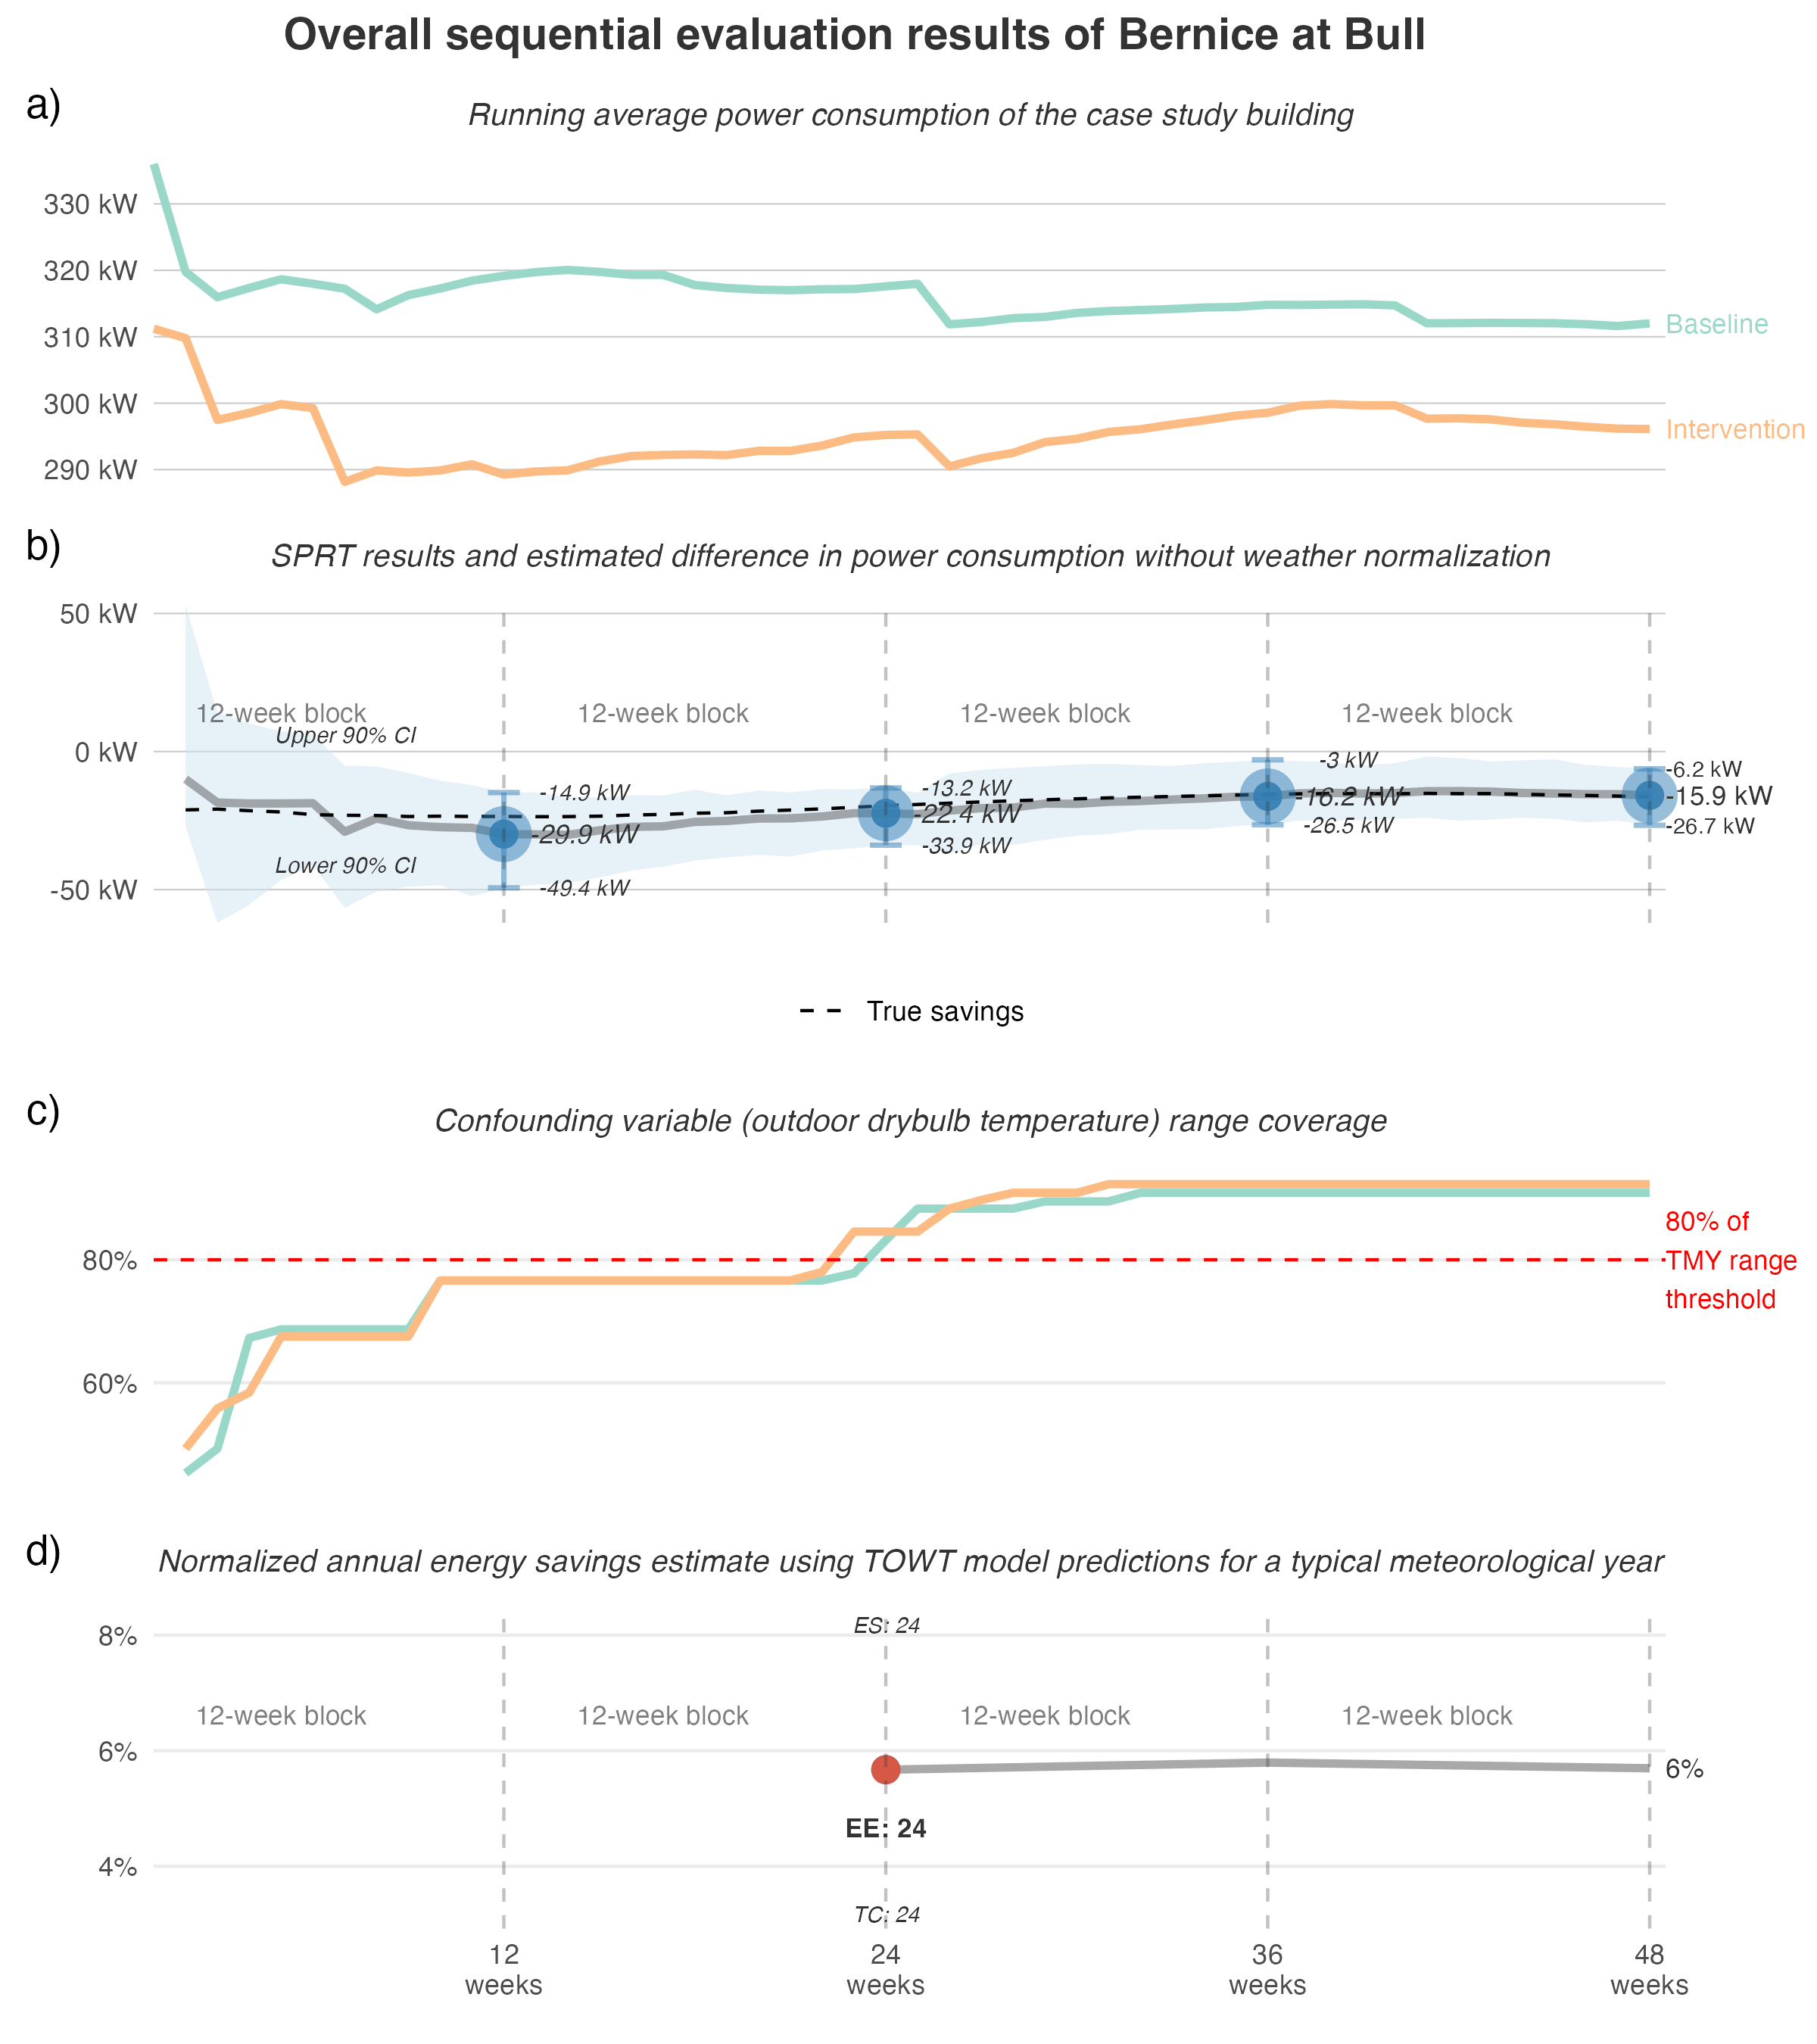 Overall sequential evaluation results of Bernice at Bull
a)
Running average power consumption of the case study building
330 kW
320 kW
310 kW
300 kW
290 kW
Baseline
Intervention
b)
SPRT results and estimated difference in power consumption without weather normalization
50 kW
0 kW
-50 kW
12-week block
12-week block
12-week block
12-week block
Upper 90% CI
Lower 90% CI
-14.9 kW
-29.9 kW
-49.4 kW
-13.2 kW
-22.4 kW
-33.9 kW
-3 kW
-16.2 kW
-26.5 kW
-6.2 kW
-15.9 kW
-26.7 kW
True savings
c)
Confounding variable (outdoor drybulb temperature) range coverage
80%
60%
80% of
TMY range
threshold
d)
Normalized annual energy savings estimate using TOWT model predictions for a typical meteorological year
8%
6%
4%
ES: 24
12-week block
12-week block
12-week block
12-week block
6%
EE: 24
TC: 24
12
weeks
24
weeks
36
weeks
48
weeks